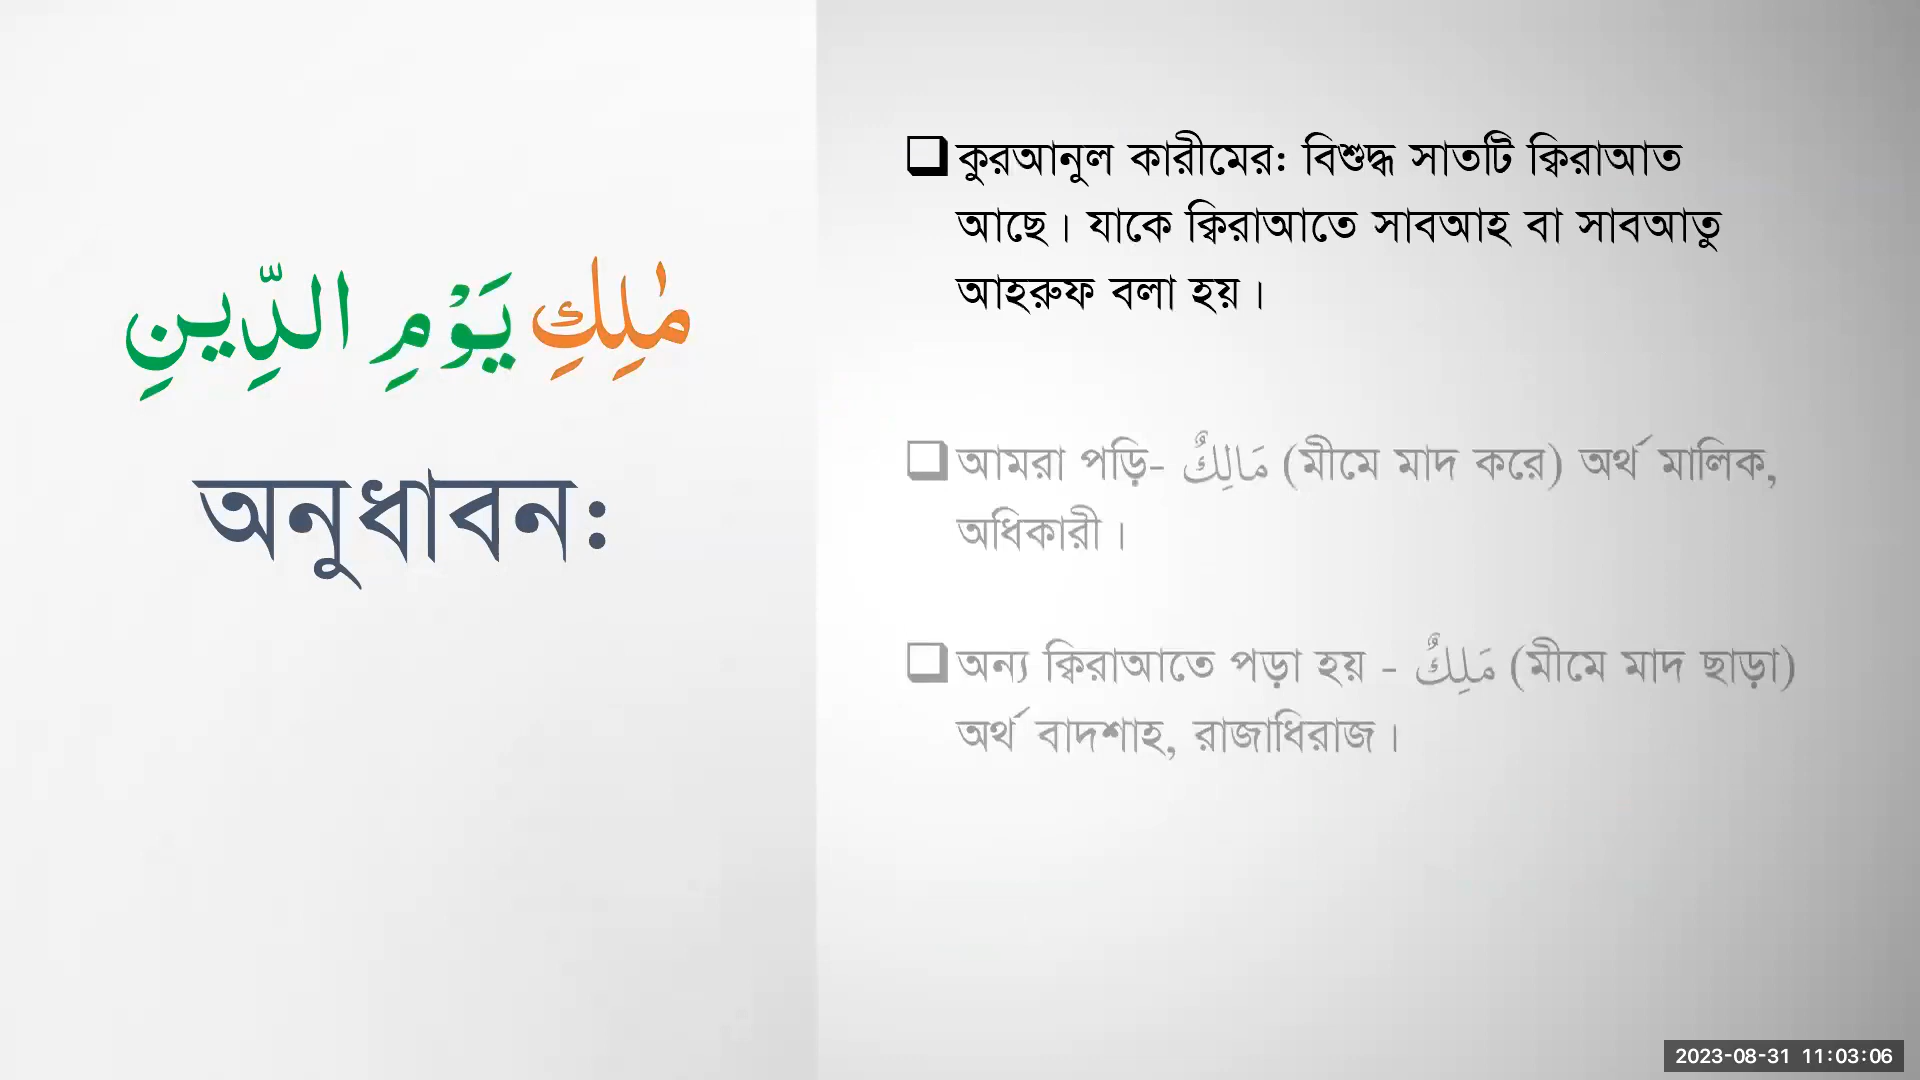 مٰلِكِ يَوْمِ الدِّينِ
অনুধাবন:
কুরআনুল কারীমের: বিশুদ্ধ সাতটি ক্বিরাআত
আছে। যাকে ক্বিরাআতে সাবআহ বা সাবআতু
আহরুফ বলা হয়।
আমরা পড়ি- مَالِكٌ (মীমে মাদ করে) অর্থ মালিক,
অধিকারী।
অন্য ক্বিরাআতে পড়া হয় - مَلِكٌ (মীমে মাদ ছাড়া)
অর্থ বাদশাহ, রাজাধিরাজ।
2023-08-31 11:03:06